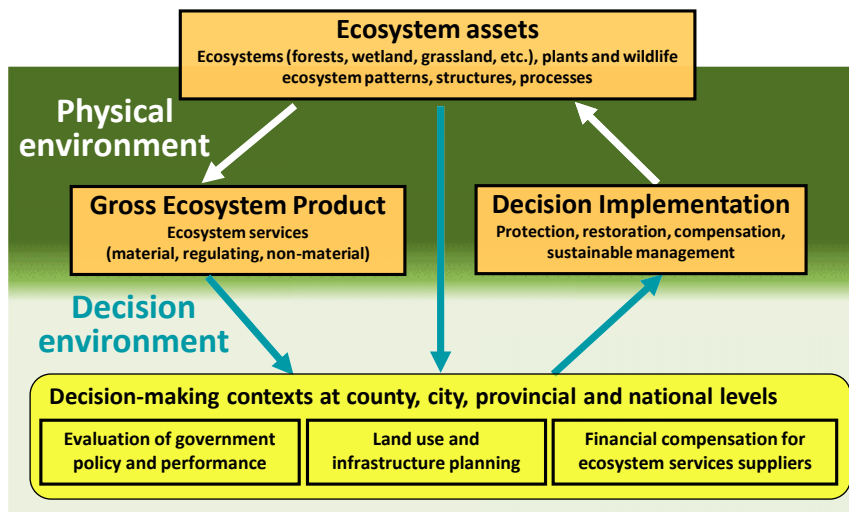 Ecosystem assets
Ecosystems (forests, wetland, grassland, etc.), plants and wildlife
ecosystem patterns, structures, processes
Physical
environment
Gross Ecosystem Product
Ecosystem services
(material, regulating, non-material)
Decision Implementation
Protection, restoration, compensation,
sustainable management
Decision
environment
Decision-making contexts at county, city, provincial and national levels
Evaluation of government
policy and performance
Land use and
infrastructure planning
Financial compensation for
ecosystem services suppliers